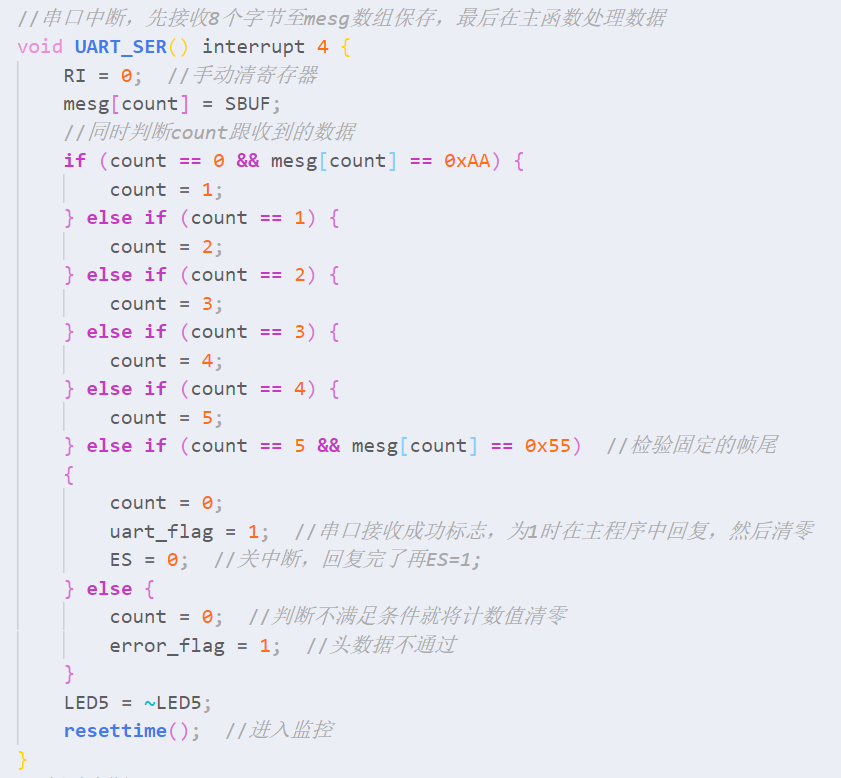 //串口中断，先接收8个字节至mesg数组保存，最后在主函数处理数据
void UART_SER() interrupt 4 {
    RI = 0;  //手动清寄存器
    mesg[count] = SBUF;
    //同时判断count跟收到的数据
    if (count == 0 && mesg[count] == 0xAA) {
        count = 1;
    } else if (count == 1) {
        count = 2;
    } else if (count == 2) {
        count = 3;
    } else if (count == 3) {
        count = 4;
    } else if (count == 4) {
        count = 5;
    } else if (count == 5 && mesg[count] == 0x55)  //检验固定的帧尾
    {
        count = 0;
        uart_flag = 1;  //串口接收成功标志，为1时在主程序中回复，然后清零
        ES = 0;  //关中断，回复完了再ES=1;
    } else {
        count = 0;  //判断不满足条件就将计数值清零
        error_flag = 1;  //头数据不通过
    }
    LED5 = ~LED5;
    resettime();  //进入监控
}